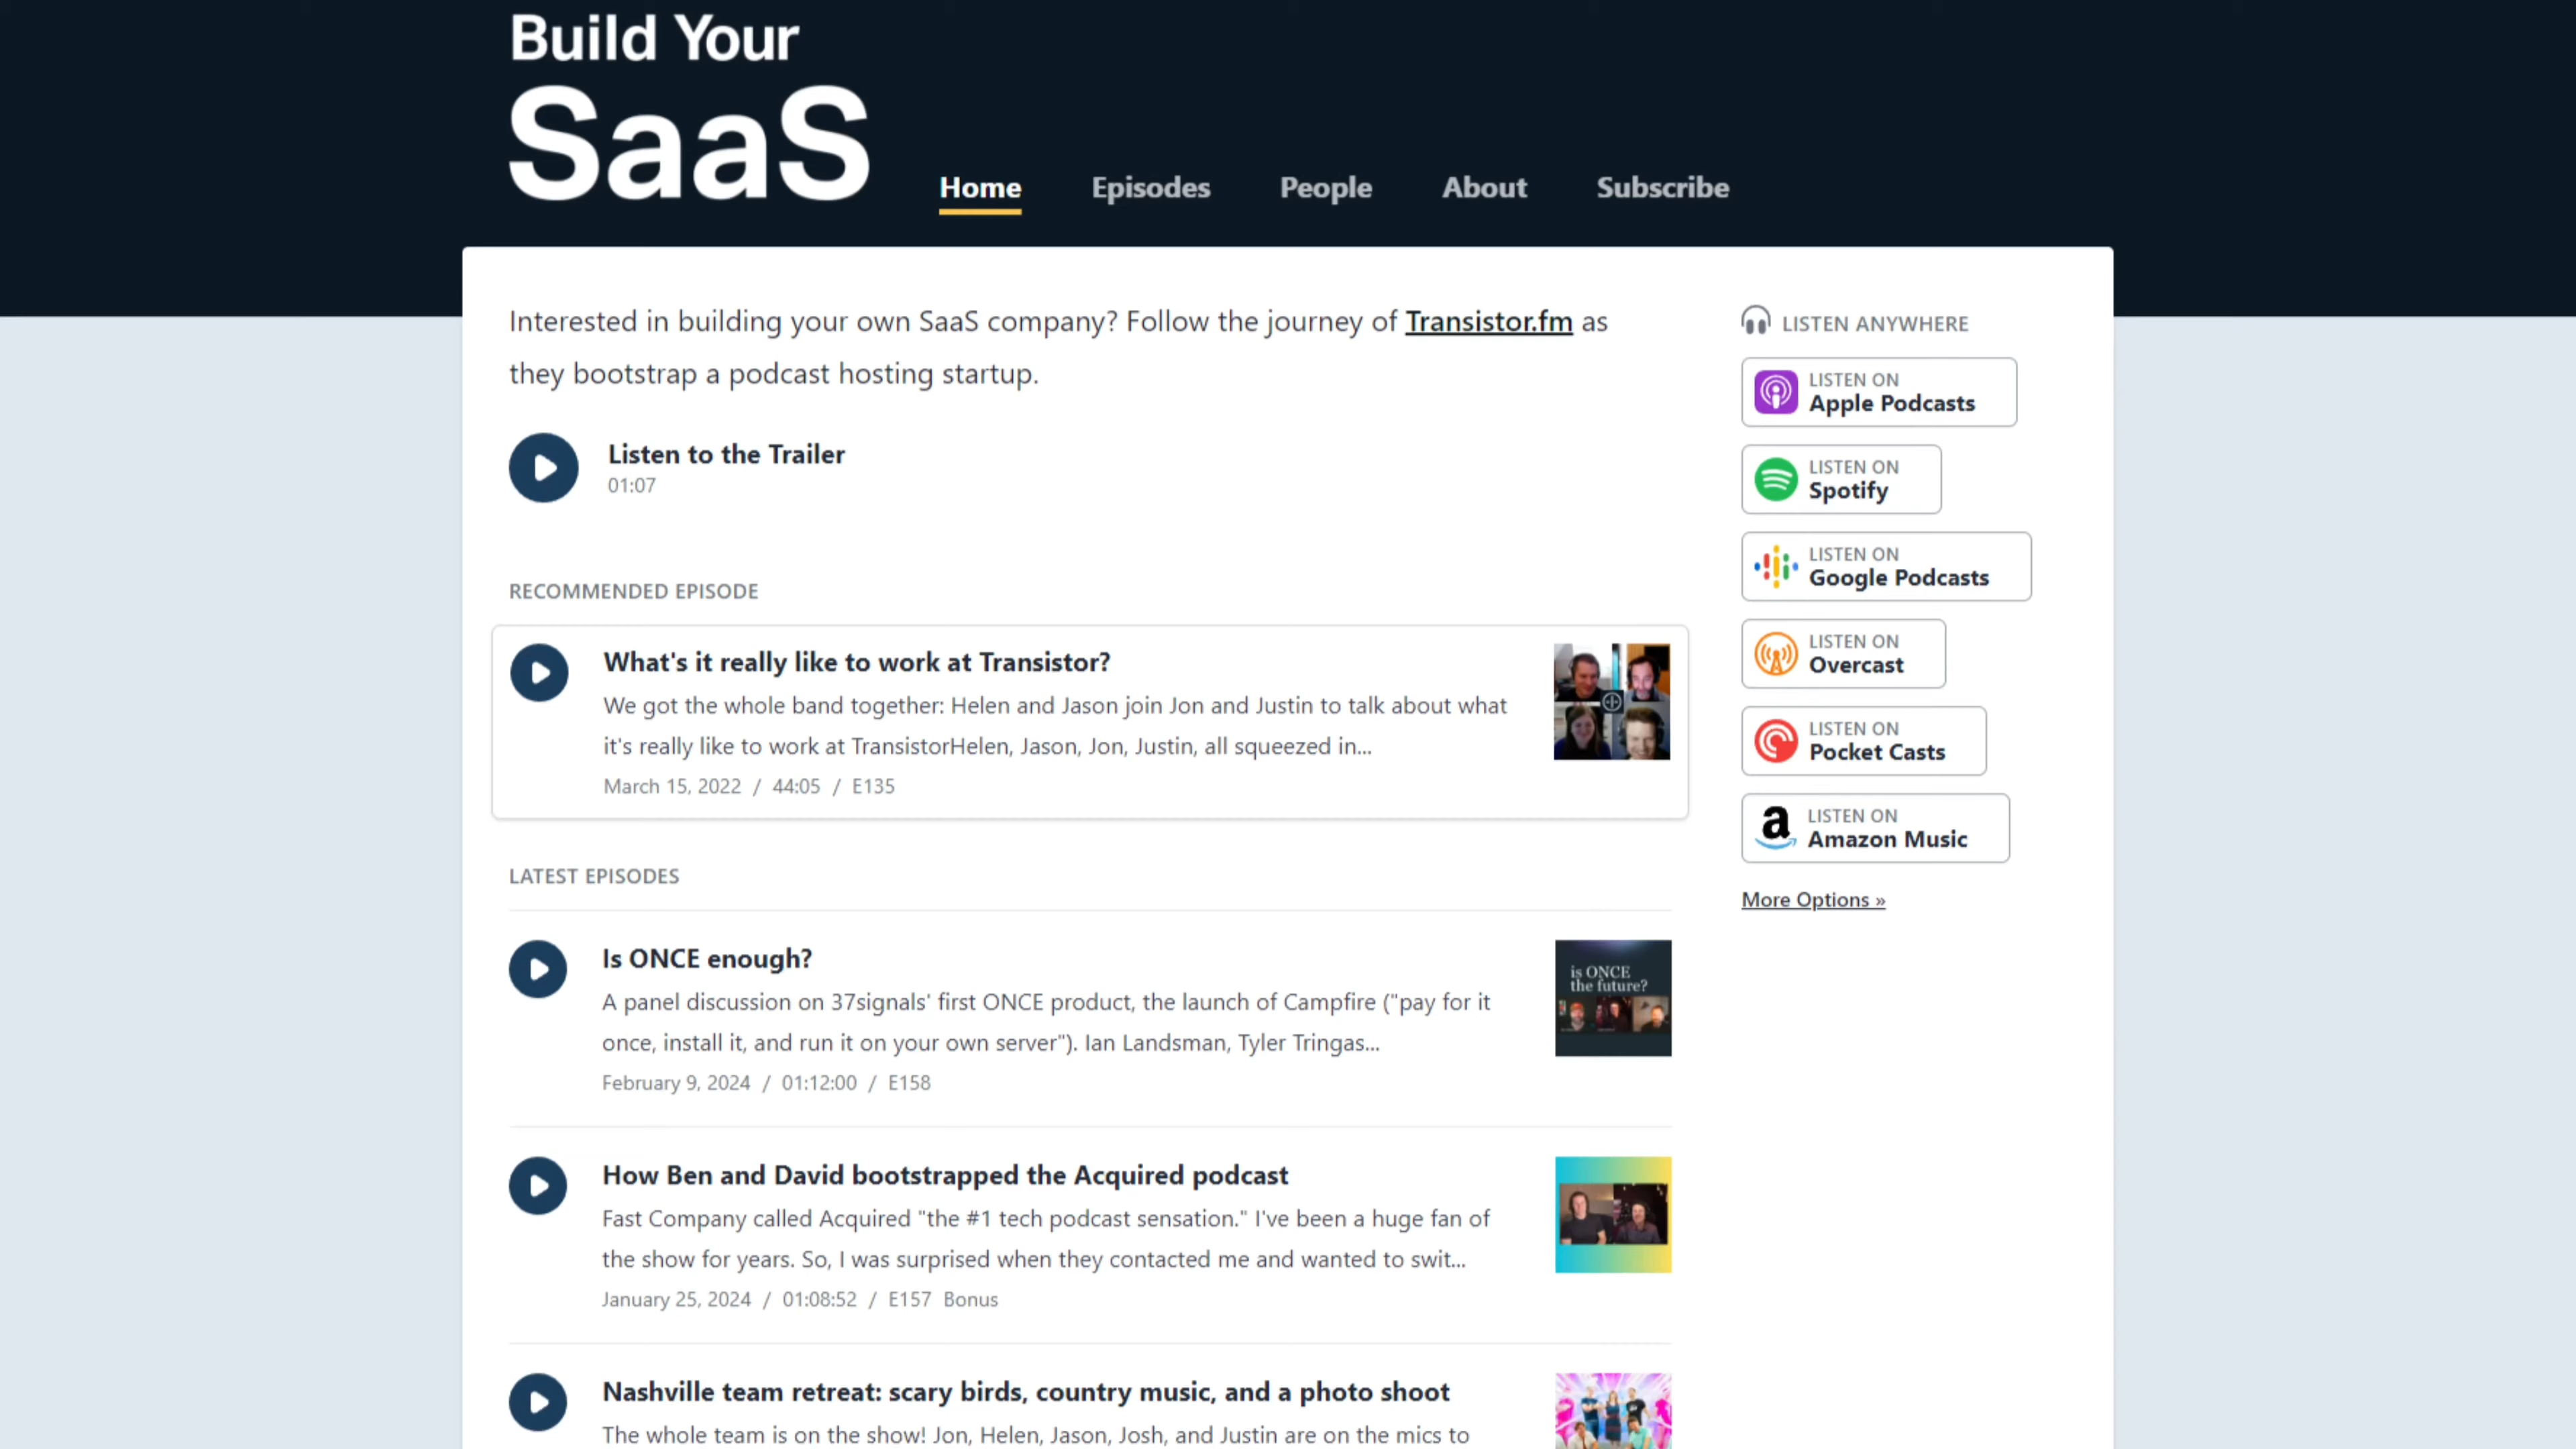 Build Your
SaaS
Home
Episodes
People
About
Subscribe
Interested in building your own SaaS company? Follow the journey of Transistor.fm as
they bootstrap a podcast hosting startup.
Listen to the Trailer
01:07
RECOMMENDED EPISODE
What's it really like to work at Transistor?
We got the whole band together: Helen and Jason join Jon and Justin to talk about what
it's really like to work at TransistorHelen, Jason, Jon, Justin, all squeezed in...
March 15, 2022 / 44:05 / E135
LATEST EPISODES
Is ONCE enough?
A panel discussion on 37signals' first ONCE product, the launch of Campfire ("pay for it
once, install it, and run it on your own server"). Ian Landsman, Tyler Tringas...
February 9, 2024 / 01:12:00 / E158
is ONCE
the future?
How Ben and David bootstrapped the Acquired podcast
Fast Company called Acquired "the #1 tech podcast sensation." I've been a huge fan of
the show for years. So, I was surprised when they contacted me and wanted to swit...
January 25, 2024 / 01:08:52 / E157 Bonus
Nashville team retreat: scary birds, country music, and a photo shoot
The whole team is on the show! Jon, Helen, Jason, Josh, and Justin are on the mics to
LISTEN ANYWHERE
LISTEN ON
Apple Podcasts
LISTEN ON
Spotify
LISTEN ON
Google Podcasts
LISTEN ON
Overcast
LISTEN ON
Pocket Casts
LISTEN ON
Amazon Music
More Options »